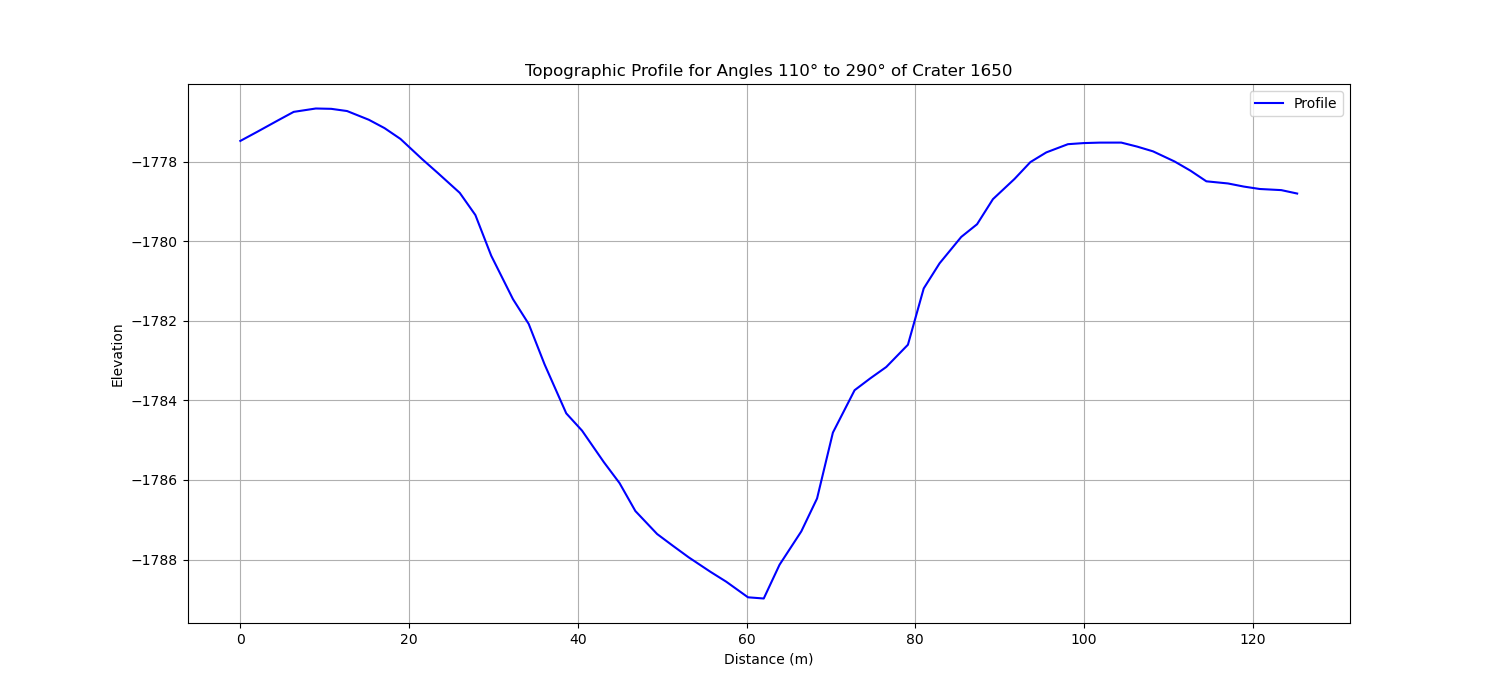 Topographic Profile for Angles 110° to 290° of Crater 1650
Profile
−1778
−1780
−1782
−1784
−1786
−1788
Elevation
0 20 40 60 80 100 120
Distance (m)